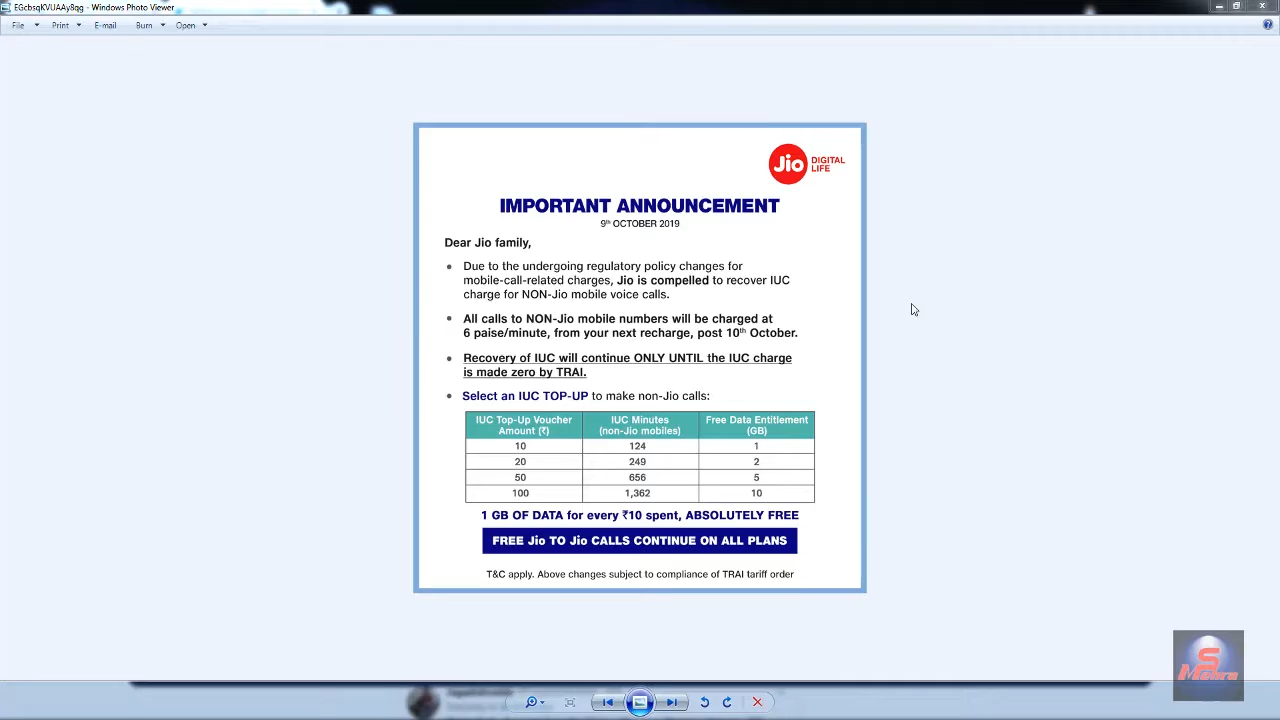 EGcbsqKVUAAy8qg - Windows Photo Viewer
File Print E-mail Burn Open
Jio DIGITAL
LIFE
IMPORTANT ANNOUNCEMENT
9th OCTOBER 2019
Dear Jio family,
• Due to the undergoing regulatory policy changes for
mobile-call-related charges, Jio is compelled to recover IUC
charge for NON-Jio mobile voice calls.
• All calls to NON-Jio mobile numbers will be charged at
6 paise/minute, from your next recharge, post 10th October.
• Recovery of IUC will continue ONLY UNTIL the IUC charge
is made zero by TRAI.
• Select an IUC TOP-UP to make non-Jio calls:
IUC Top-Up Voucher IUC Minutes Free Data Entitlement
Amount (₹) (non-Jio mobiles) (GB)
10 124 1
20 249 2
50 656 5
100 1,362 10
1 GB OF DATA for every ₹10 spent, ABSOLUTELY FREE
FREE Jio TO Jio CALLS CONTINUE ON ALL PLANS
T&C apply. Above changes subject to compliance of TRAI tariff order
S